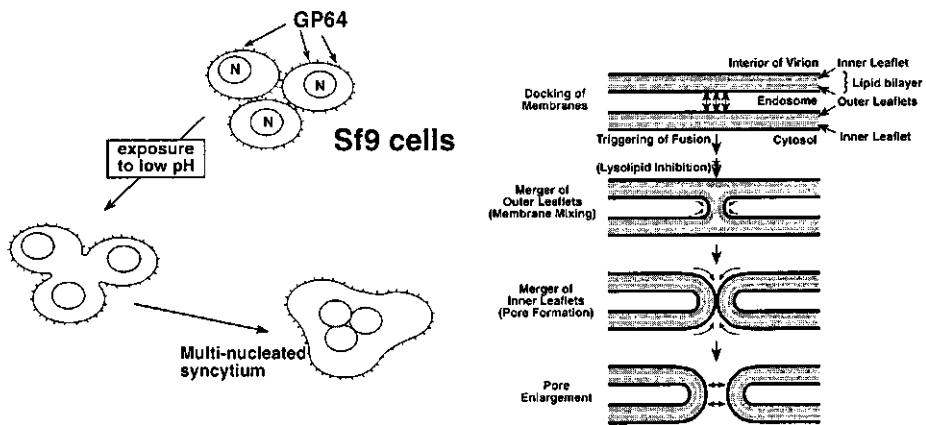 GP64
N
N
N
Sf9 cells
exposure
to low pH
Multi-nucleated
syncytium
Interior of Virion
Inner Leaflet
Lipid bilayer
Docking of
Membranes
Endosome
Outer Leaflets
Cytosol
Inner Leaflet
Triggering of Fusion
(Lysolipid Inhibition)
Merger of
Outer Leaflets
(Membrane Mixing)
Merger of
Inner Leaflets
(Pore Formation)
Pore
Enlargement